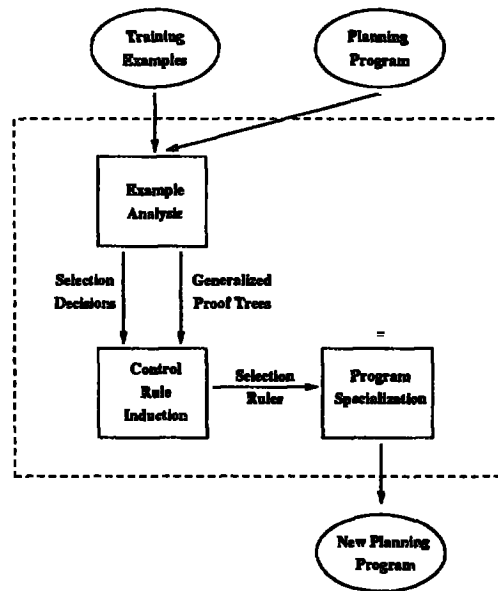 Training
Examples
Planning
Program
Example
Analysis
Selection
Decisions
Generalized
Proof Trees
Control
Rule
Induction
Selection
Rules
=
Program
Specialization
New Planning
Program